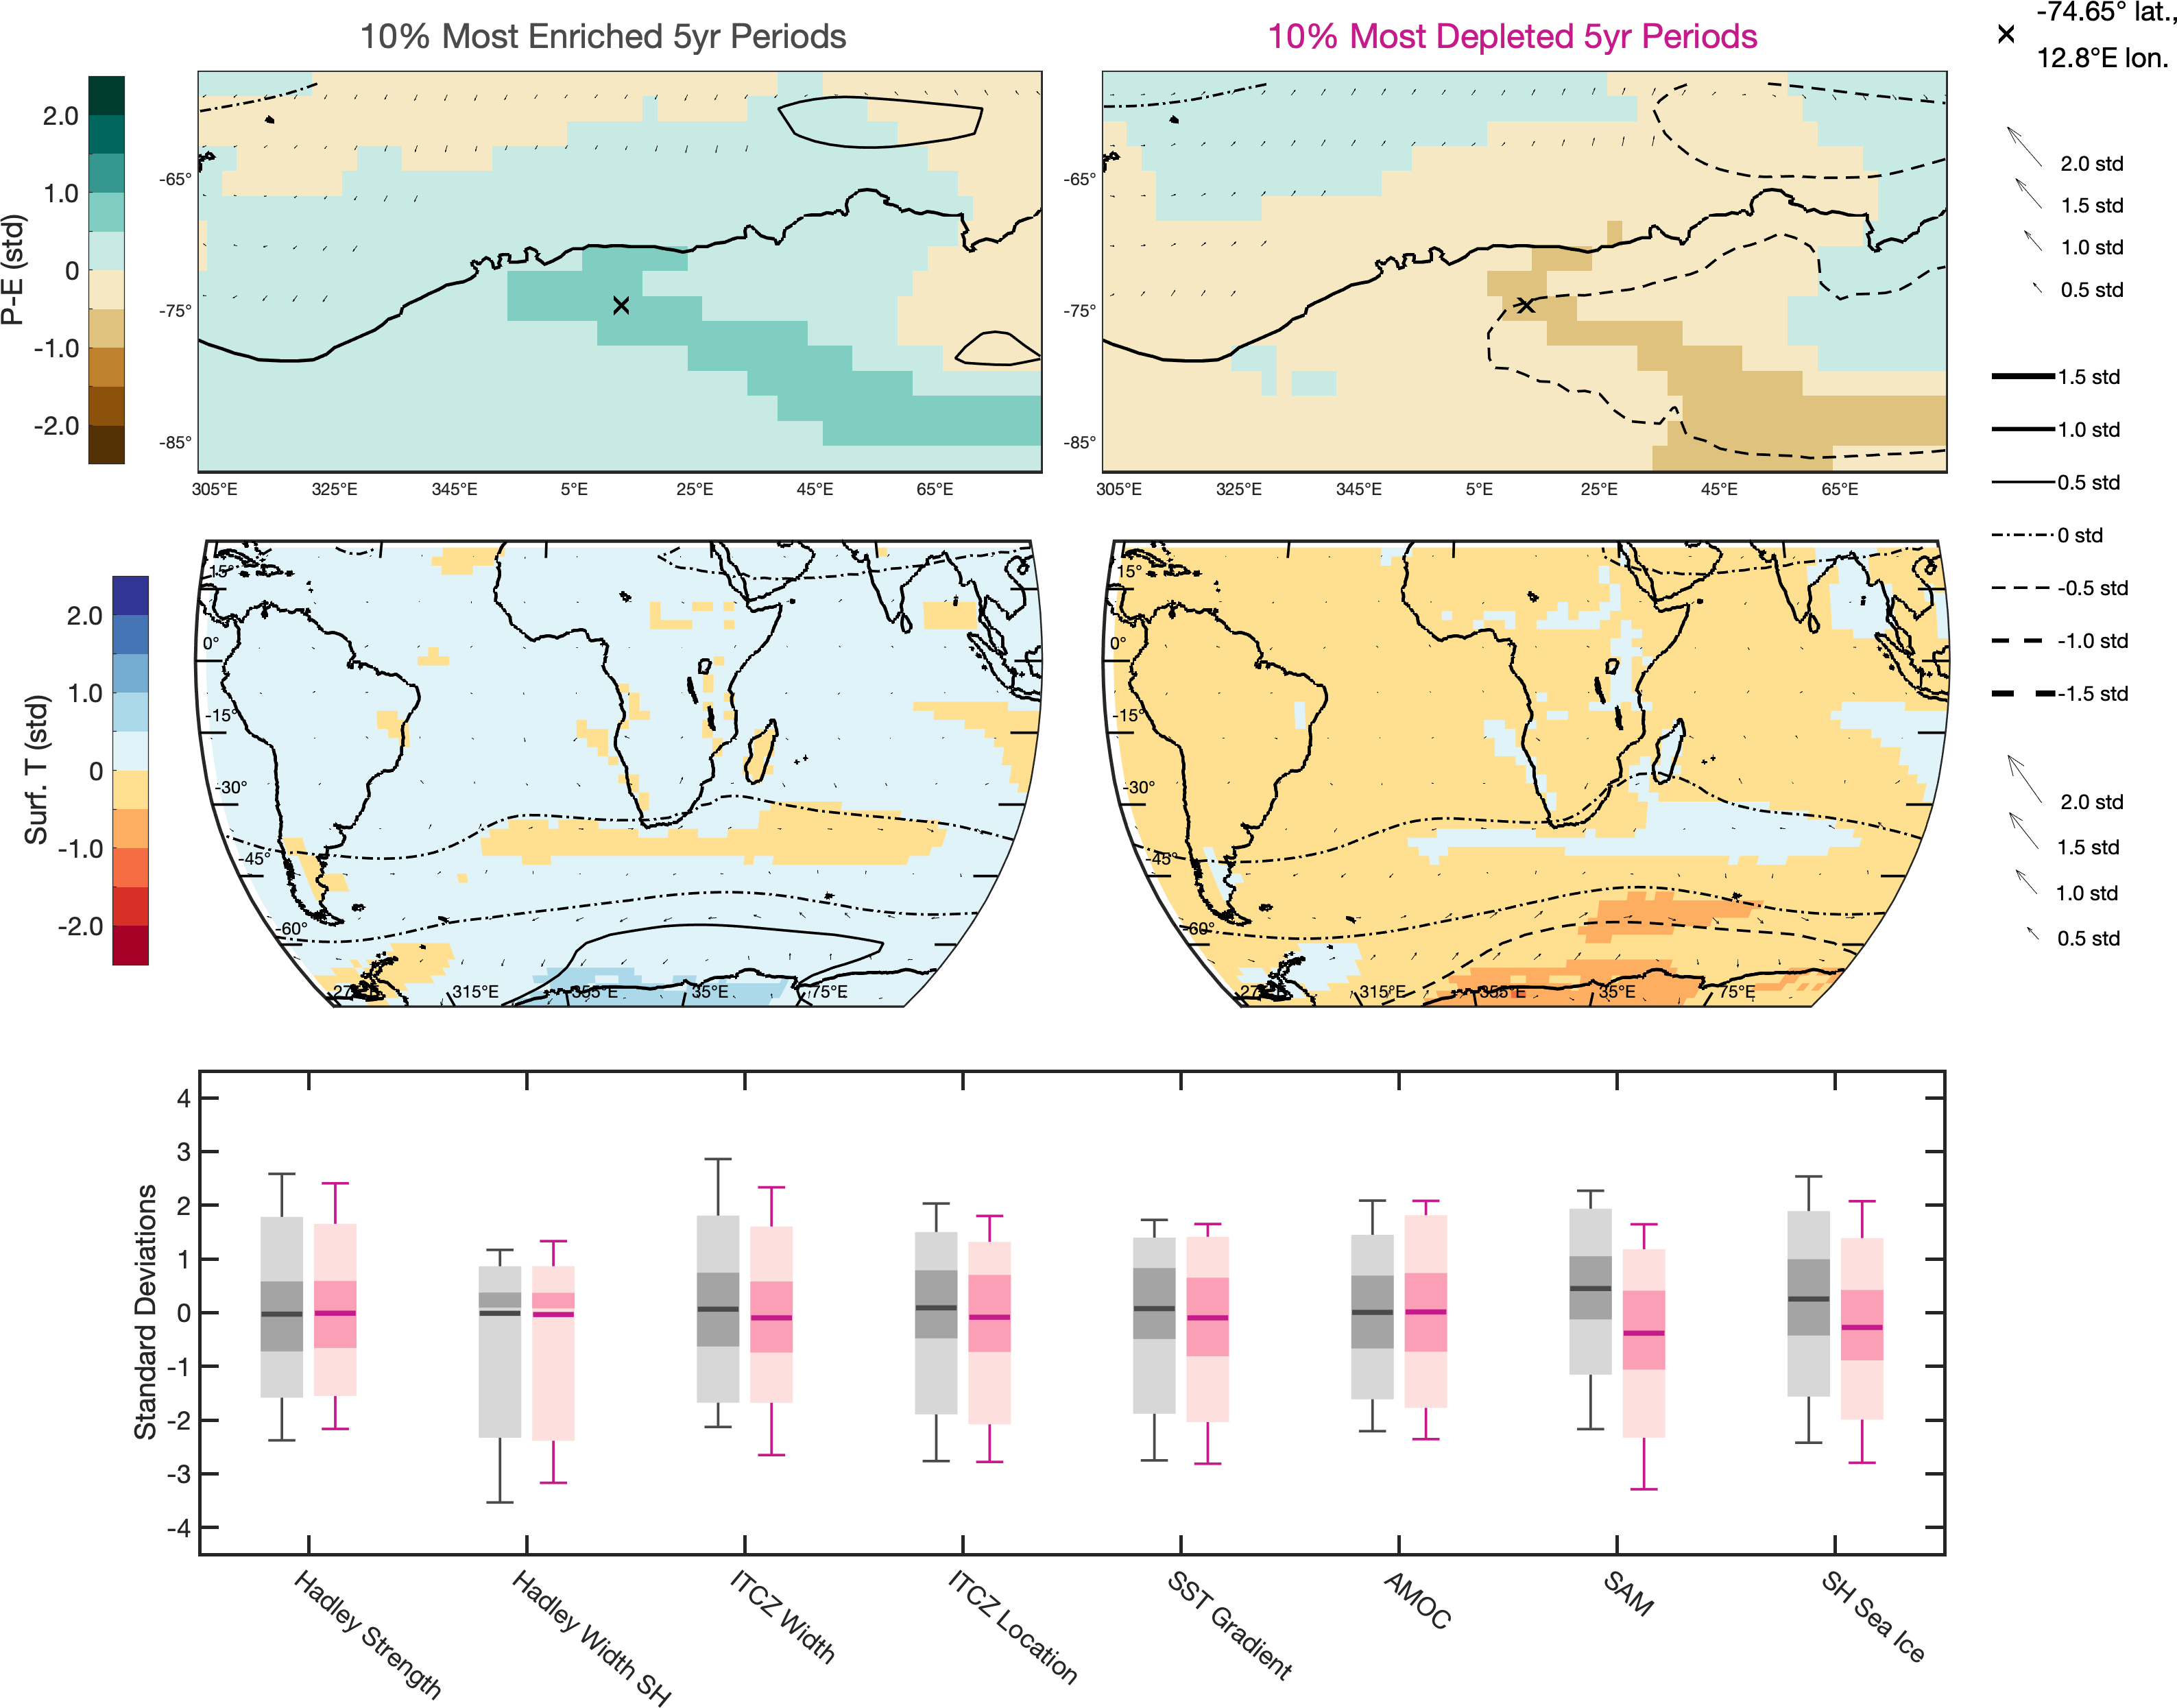 10% Most Enriched 5yr Periods
10% Most Depleted 5yr Periods
-74.65° lat.,
12.8°E lon.
P-E (std)
2.0
1.0
0
-1.0
-2.0
-65°
-75°
-85°
305°E 325°E 345°E 5°E 25°E 45°E 65°E
-65°
-75°
-85°
305°E 325°E 345°E 5°E 25°E 45°E 65°E
2.0 std
1.5 std
1.0 std
0.5 std
1.5 std
1.0 std
0.5 std
0 std
-0.5 std
-1.0 std
-1.5 std
2.0 std
1.5 std
1.0 std
0.5 std
Surf. T (std)
2.0
1.0
0
-1.0
-2.0
15°
0°
-15°
-30°
-45°
-60°
315°E 355°E 35°E 75°E
15°
0°
-15°
-30°
-45°
-60°
315°E 355°E 35°E 75°E
Standard Deviations
4
3
2
1
0
-1
-2
-3
-4
Hadley Strength
Hadley Width SH
ITCZ Width
ITCZ Location
SST Gradient
AMOC
SAM
SH Sea Ice